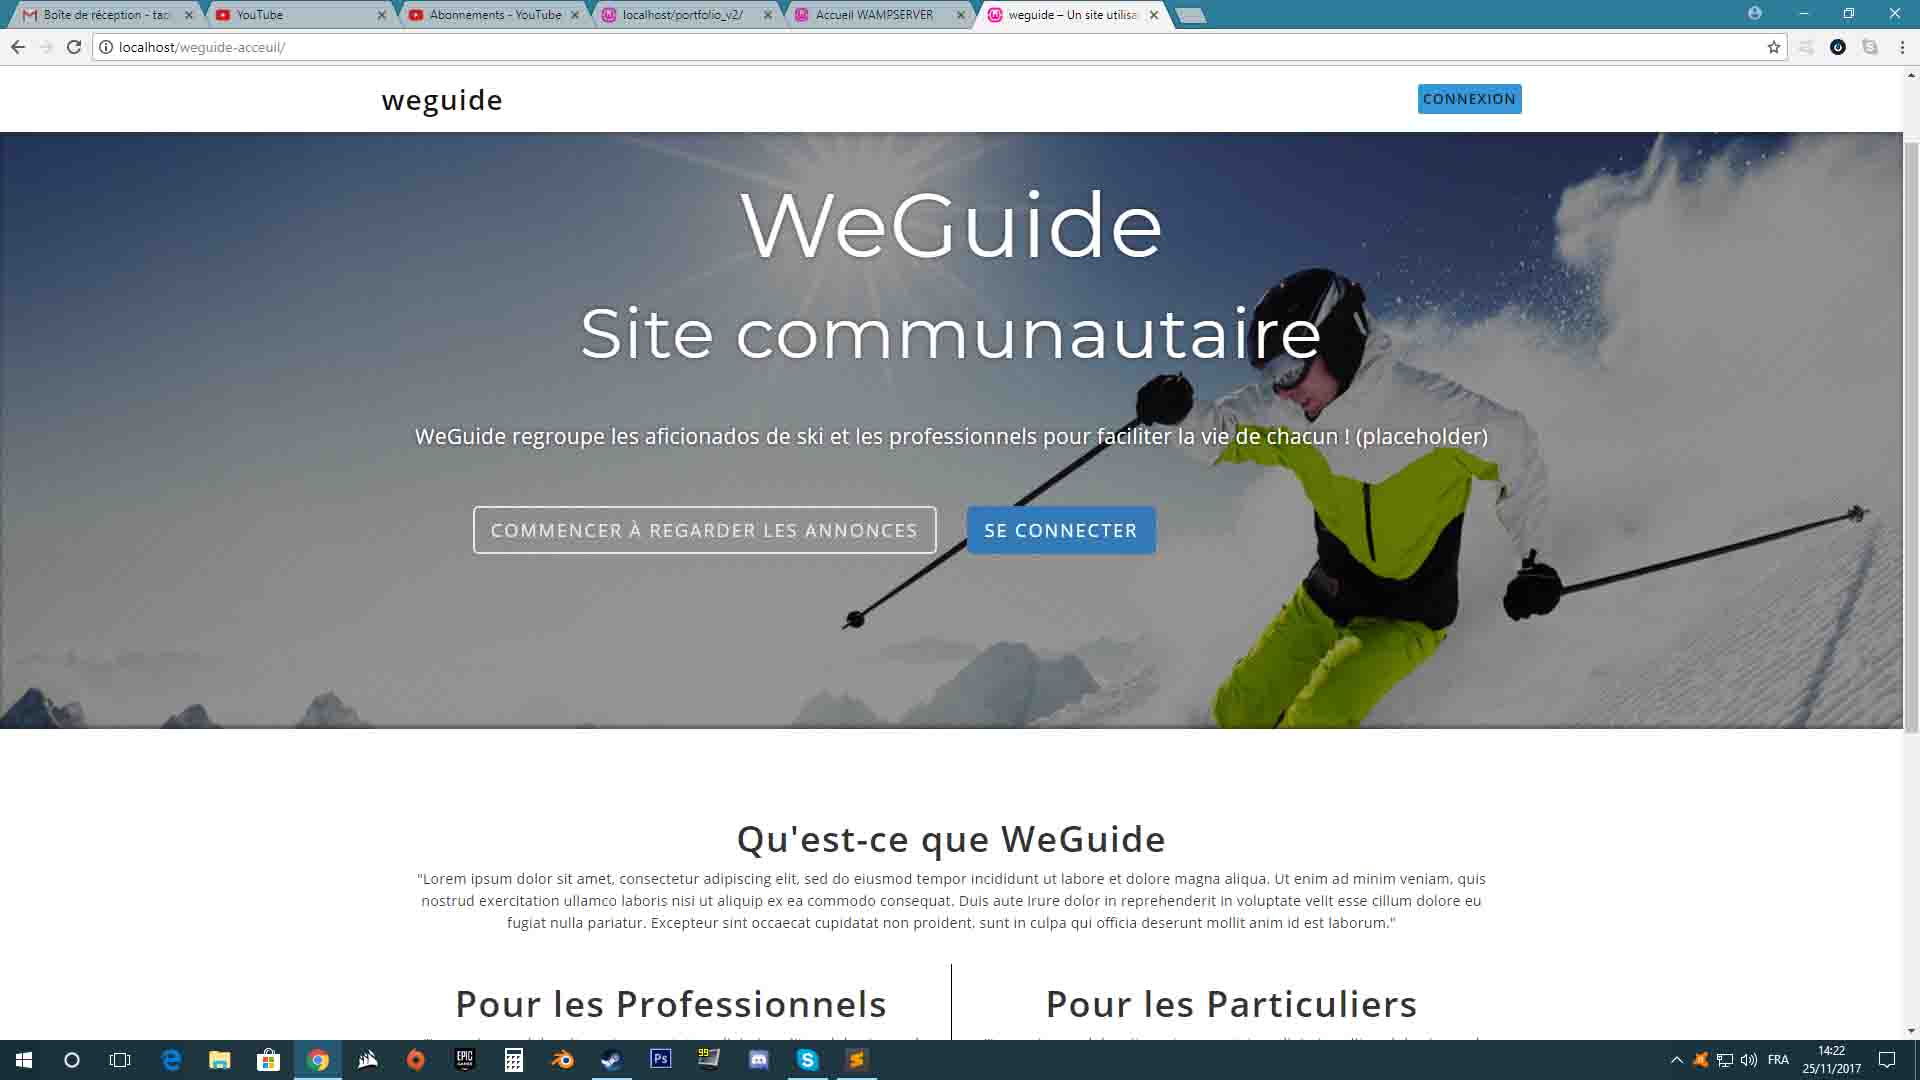 Boîte de réception - tac
YouTube
Abonnements - YouTube
localhost/portfolio_v2/
Accueil WAMPSERVER
weguide – Un site utilisa
localhost/weguide-acceuil/
weguide
CONNEXION
WeGuide
Site communautaire
WeGuide regroupe les aficionados de ski et les professionnels pour faciliter la vie de chacun ! (placeholder)
COMMENCER À REGARDER LES ANNONCES
SE CONNECTER
Qu'est-ce que WeGuide
"Lorem ipsum dolor sit amet, consectetur adipiscing elit, sed do eiusmod tempor incididunt ut labore et dolore magna aliqua. Ut enim ad minim veniam, quis
nostrud exercitation ullamco laboris nisi ut aliquip ex ea commodo consequat. Duis aute irure dolor in reprehenderit in voluptate velit esse cillum dolore eu
fugiat nulla pariatur. Excepteur sint occaecat cupidatat non proident, sunt in culpa qui officia deserunt mollit anim id est laborum."
Pour les Professionnels
Pour les Particuliers
EPIC
GAMES
Ps
99
FRA
14:22
25/11/2017